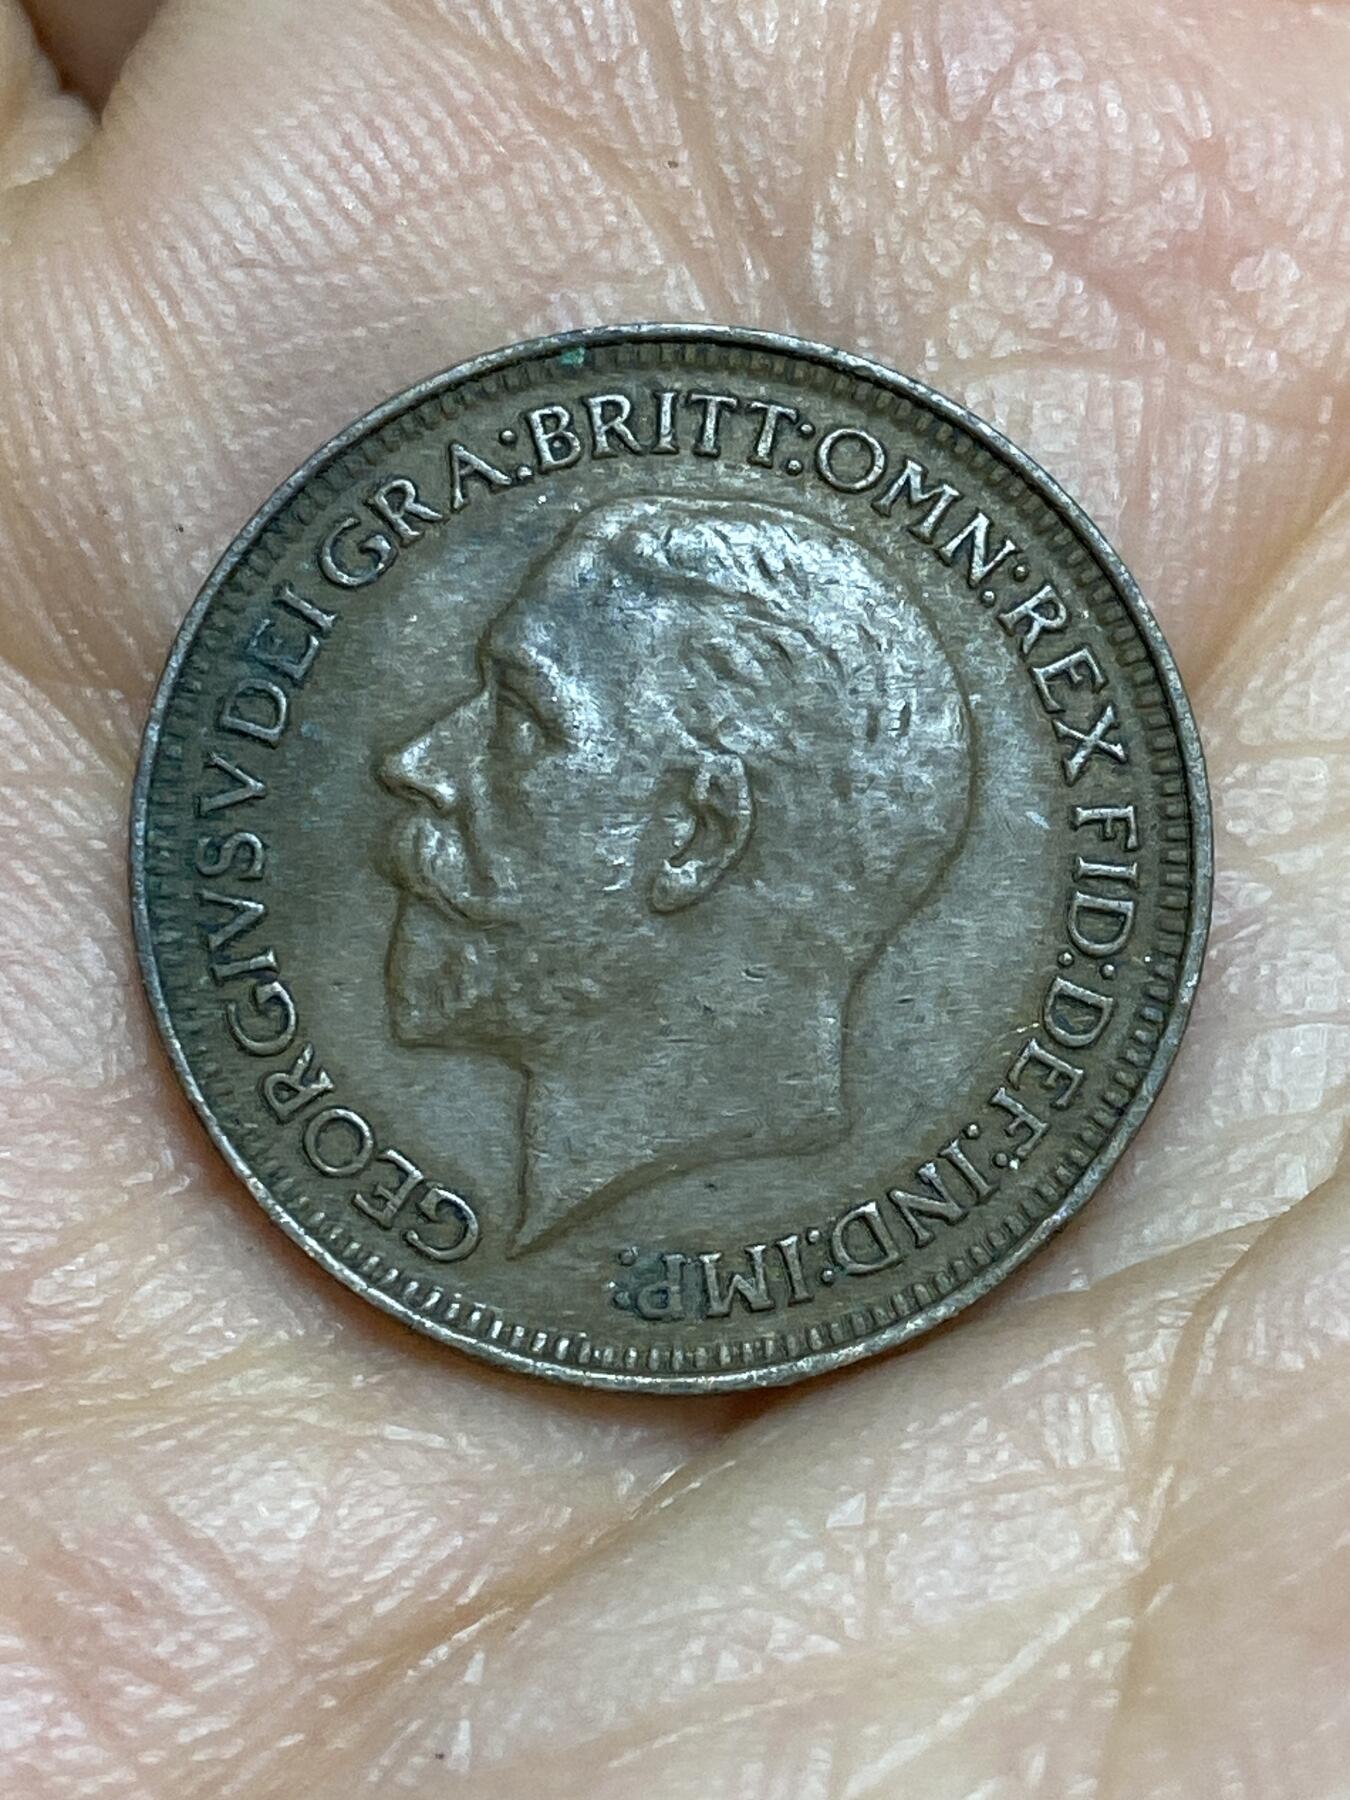 GEORGIVS V DEI GRA: BRITT: OMN: REX FID: DEF: IND: IMP: